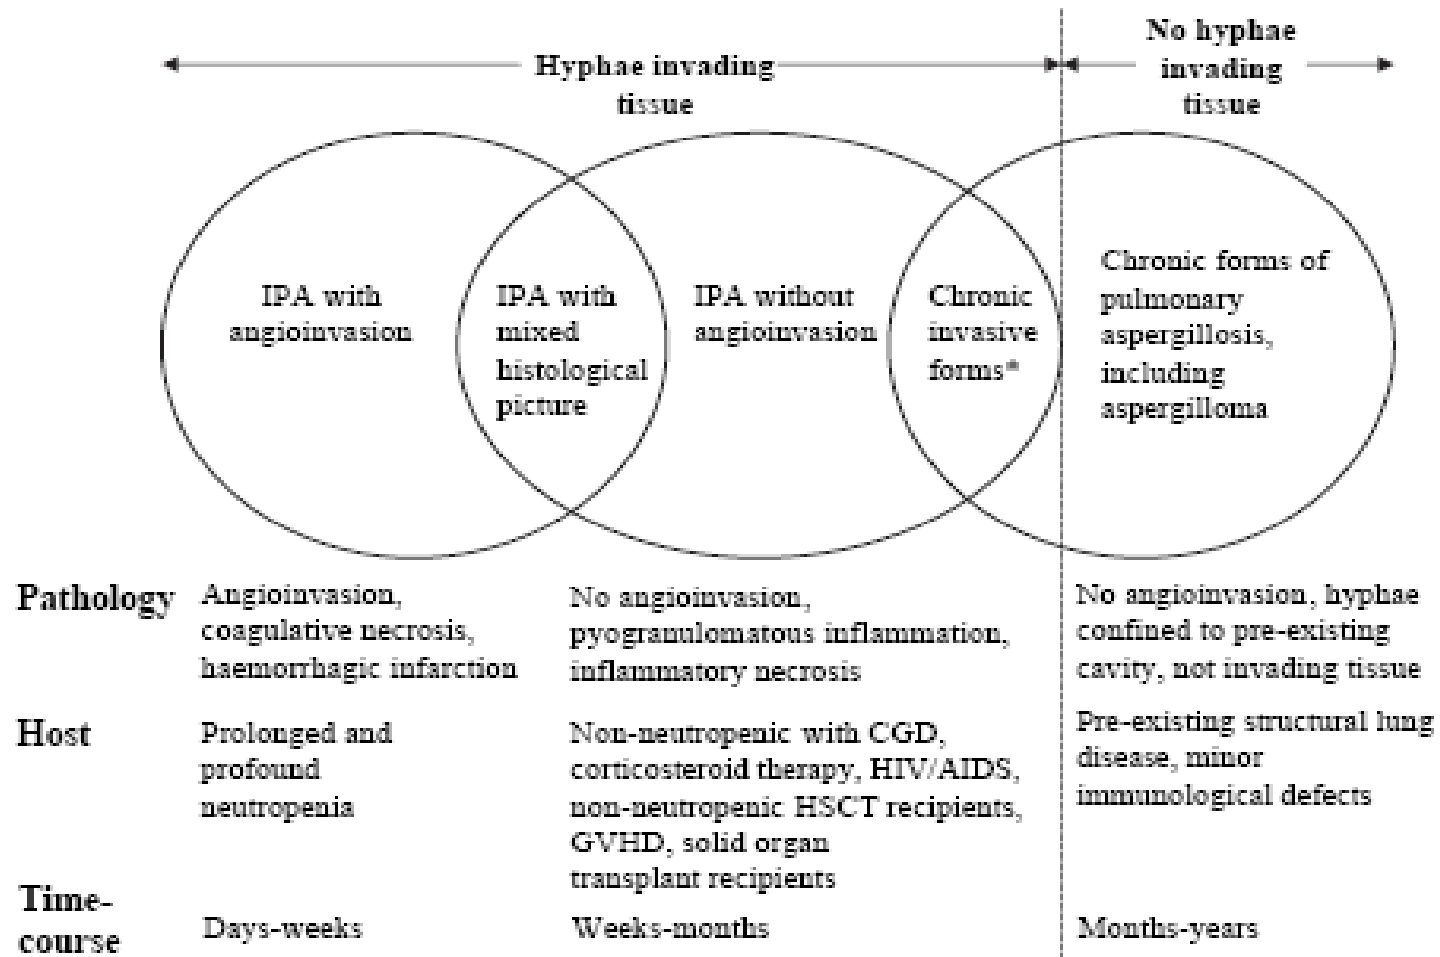 Hyphae invading
tissue
No hyphae
invading
tissue
IPA with
angioinvasion
IPA with
mixed
histological
picture
IPA without
angioinvasion
Chronic
invasive
forms*
Chronic forms of
pulmonary
aspergillosis,
including
aspergilloma
Pathology
Angioinvasion,
coagulative necrosis,
haemorrhagic infarction
No angioinvasion,
pyogranulomatous inflammation,
inflammatory necrosis
No angioinvasion, hyphae
confined to pre-existing
cavity, not invading tissue
Host
Prolonged and
profound
neutropenia
Non-neutropenic with CGD,
corticosteroid therapy, HIV/AIDS,
non-neutropenic HSCT recipients,
GVHD, solid organ
transplant recipients
Pre-existing structural lung
disease, minor
immunological defects
Time-
course
Days-weeks
Weeks-months
Months-years